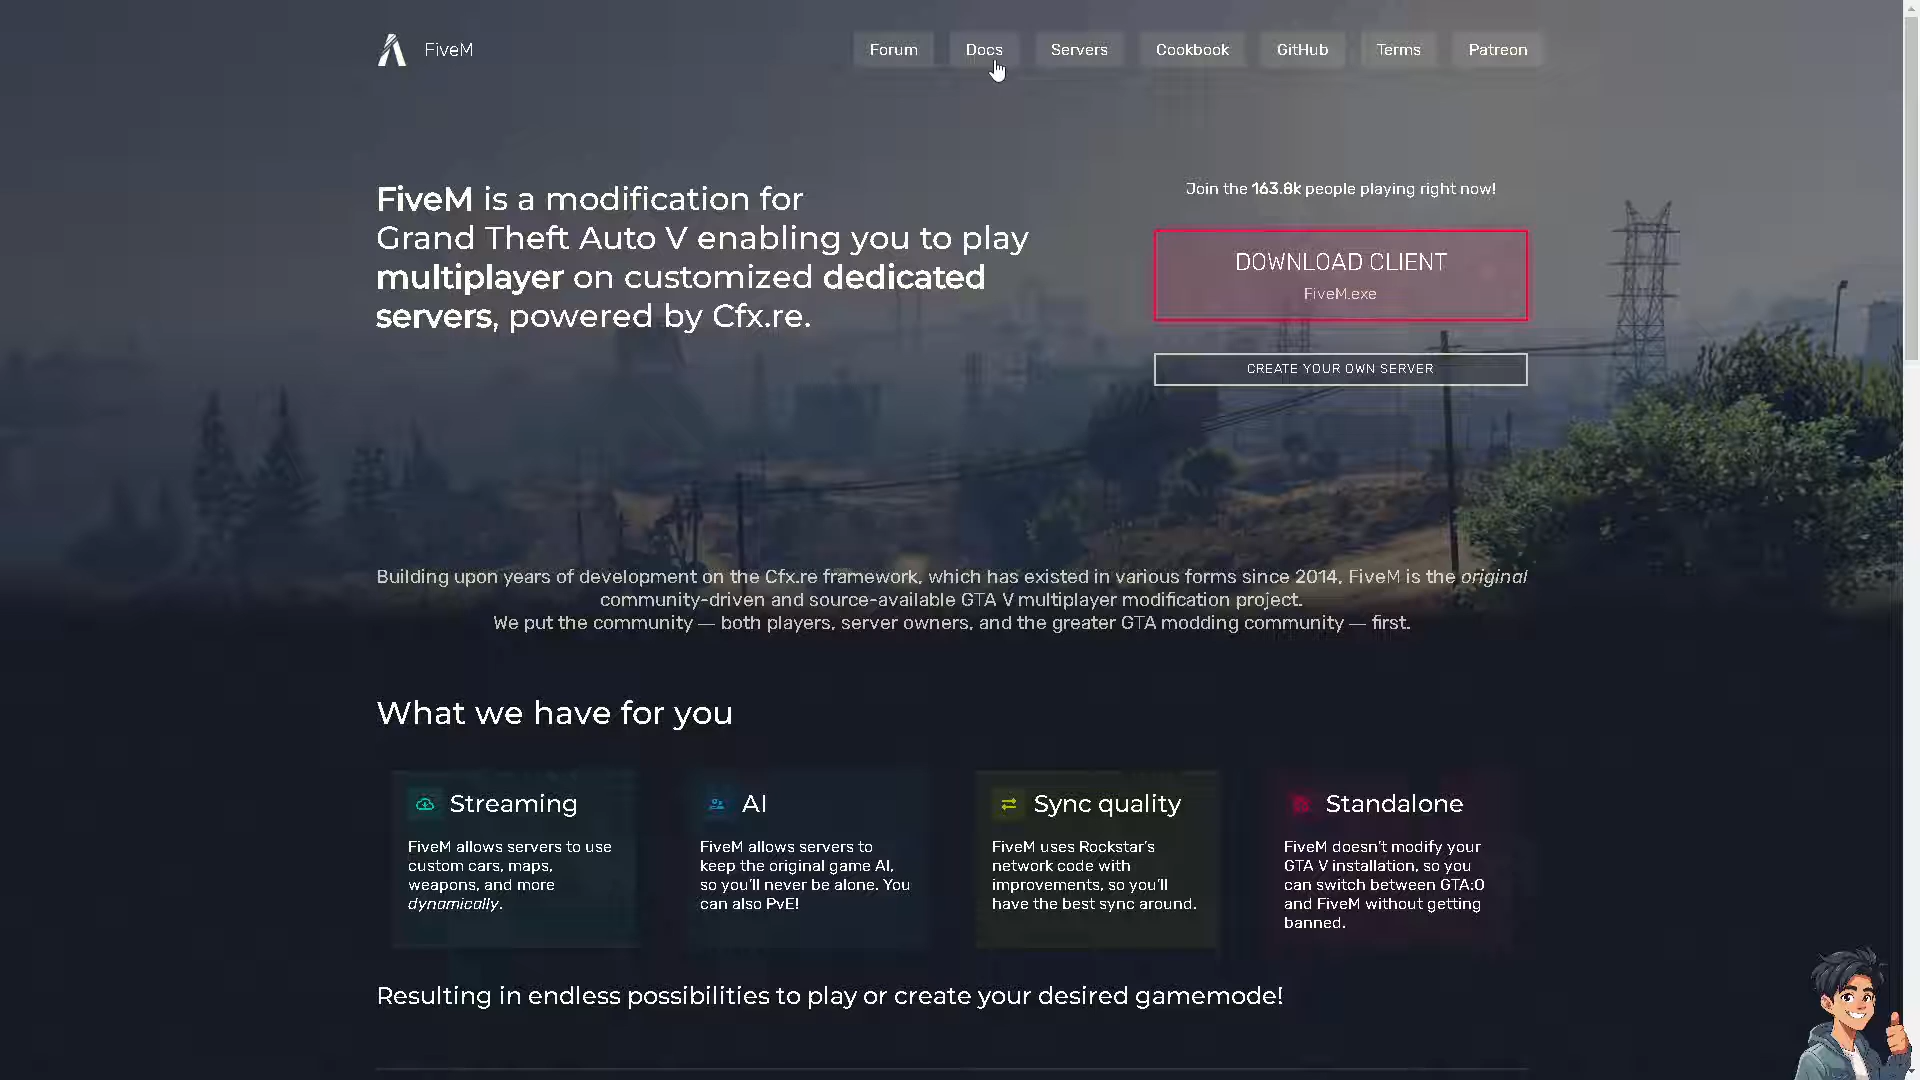 FiveM
Forum
Docs
Servers
Cookbook
GitHub
Terms
Patreon
FiveM is a modification for
Grand Theft Auto V enabling you to play
multiplayer on customized dedicated
servers, powered by Cfx.re.
Join the 163.8k people playing right now!
DOWNLOAD CLIENT
FiveM.exe
CREATE YOUR OWN SERVER
Building upon years of development on the Cfx.re framework, which has existed in various forms since 2014, FiveM is the original
community-driven and source-available GTA V multiplayer modification project.
We put the community — both players, server owners, and the greater GTA modding community — first.
What we have for you
Streaming
FiveM allows servers to use
custom cars, maps,
weapons, and more
dynamically.
AI
FiveM allows servers to
keep the original game AI,
so you'll never be alone. You
can also PvE!
Sync quality
FiveM uses Rockstar's
network code with
improvements, so you'll
have the best sync around.
Standalone
FiveM doesn't modify your
GTA V installation, so you
can switch between GTA:O
and FiveM without getting
banned.
Resulting in endless possibilities to play or create your desired gamemode!